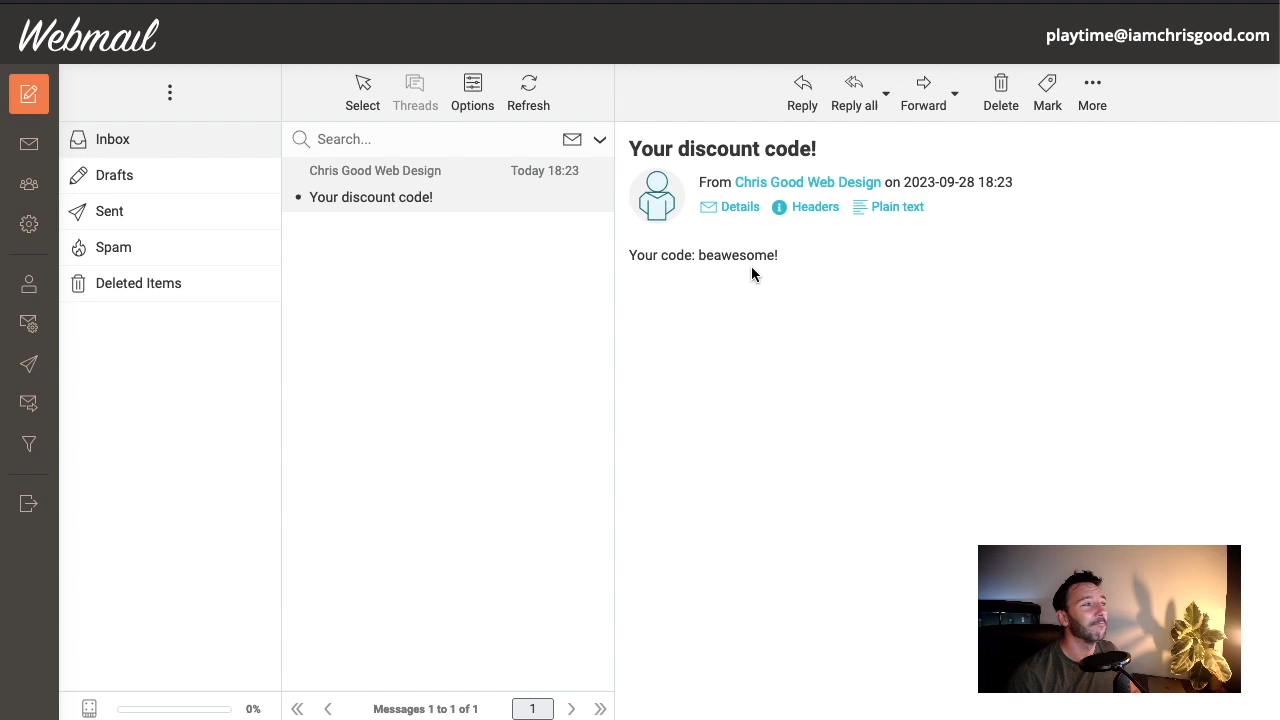 Webmail
playtime@iamchrisgood.com
Select
Threads
Options
Refresh
Reply
Reply all
Forward
Delete
Mark
More
Inbox
Drafts
Sent
Spam
Deleted Items
Search...
Chris Good Web Design Today 18:23
• Your discount code!
Your discount code!
From Chris Good Web Design on 2023-09-28 18:23
Details Headers Plain text
Your code: beawesome!
0%
Messages 1 to 1 of 1
1